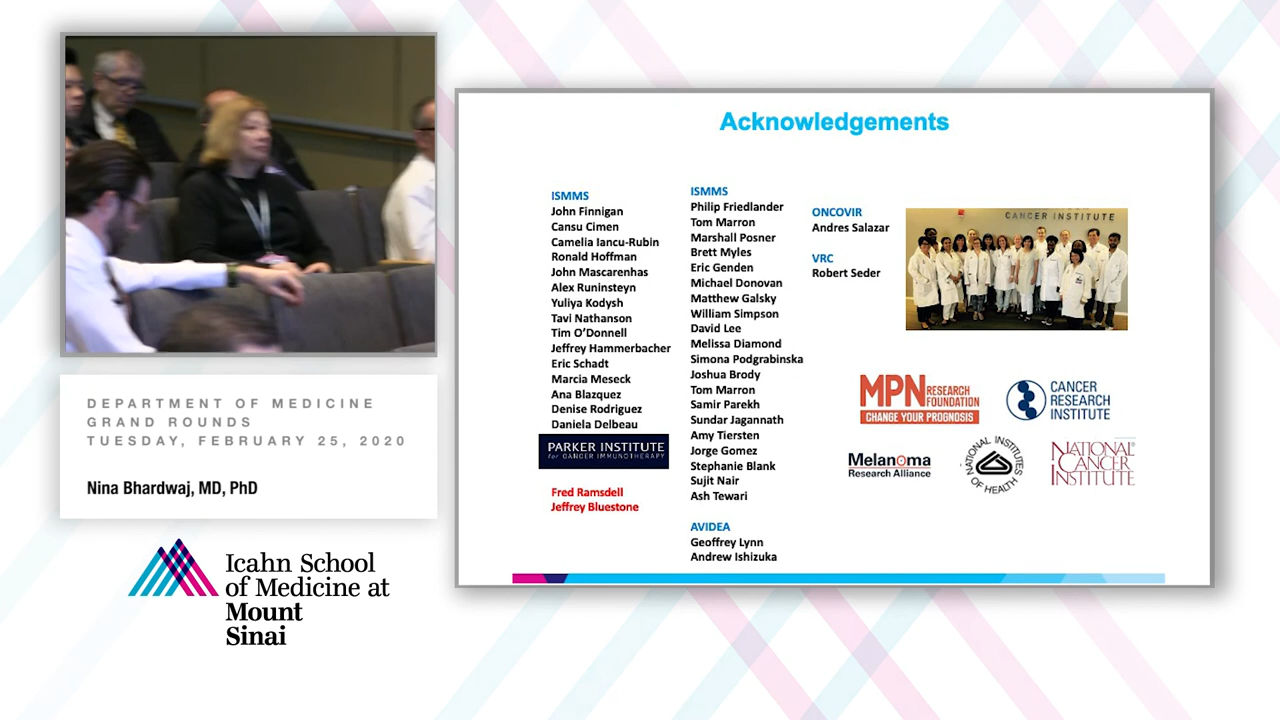 DEPARTMENT OF MEDICINE
GRAND ROUNDS
TUESDAY, FEBRUARY 25, 2020
Nina Bhardwaj, MD, PhD
Icahn School
of Medicine at
Mount
Sinai
Acknowledgements
ISMMS
John Finnigan
Cansu Cimen
Camelia Iancu-Rubin
Ronald Hoffman
John Mascarenhas
Alex Runinsteyn
Yuliya Kodysh
Tavi Nathanson
Tim O'Donnell
Jeffrey Hammerbacher
Eric Schadt
Marcia Meseck
Ana Blazquez
Denise Rodriguez
Daniela Delbeau
PARKER INSTITUTE
for CANCER IMMUNOTHERAPY
Fred Ramsdell
Jeffrey Bluestone
ISMMS
Philip Friedlander
Tom Marron
Marshall Posner
Brett Myles
Eric Genden
Michael Donovan
Matthew Galsky
William Simpson
David Lee
Melissa Diamond
Simona Podgrabinska
Joshua Brody
Tom Marron
Samir Parekh
Sundar Jagannath
Amy Tiersten
Jorge Gomez
Stephanie Blank
Sujit Nair
Ash Tewari
AVIDEA
Geoffrey Lynn
Andrew Ishizuka
ONCOVIR
Andres Salazar
VRC
Robert Seder
CANCER INSTITUTE
MPN RESEARCH
FOUNDATION
CHANGE YOUR PROGNOSIS
CANCER
RESEARCH
INSTITUTE
Melanoma
Research Alliance
NATIONAL INSTITUTES
OF HEALTH
NATIONAL
CANCER
INSTITUTE